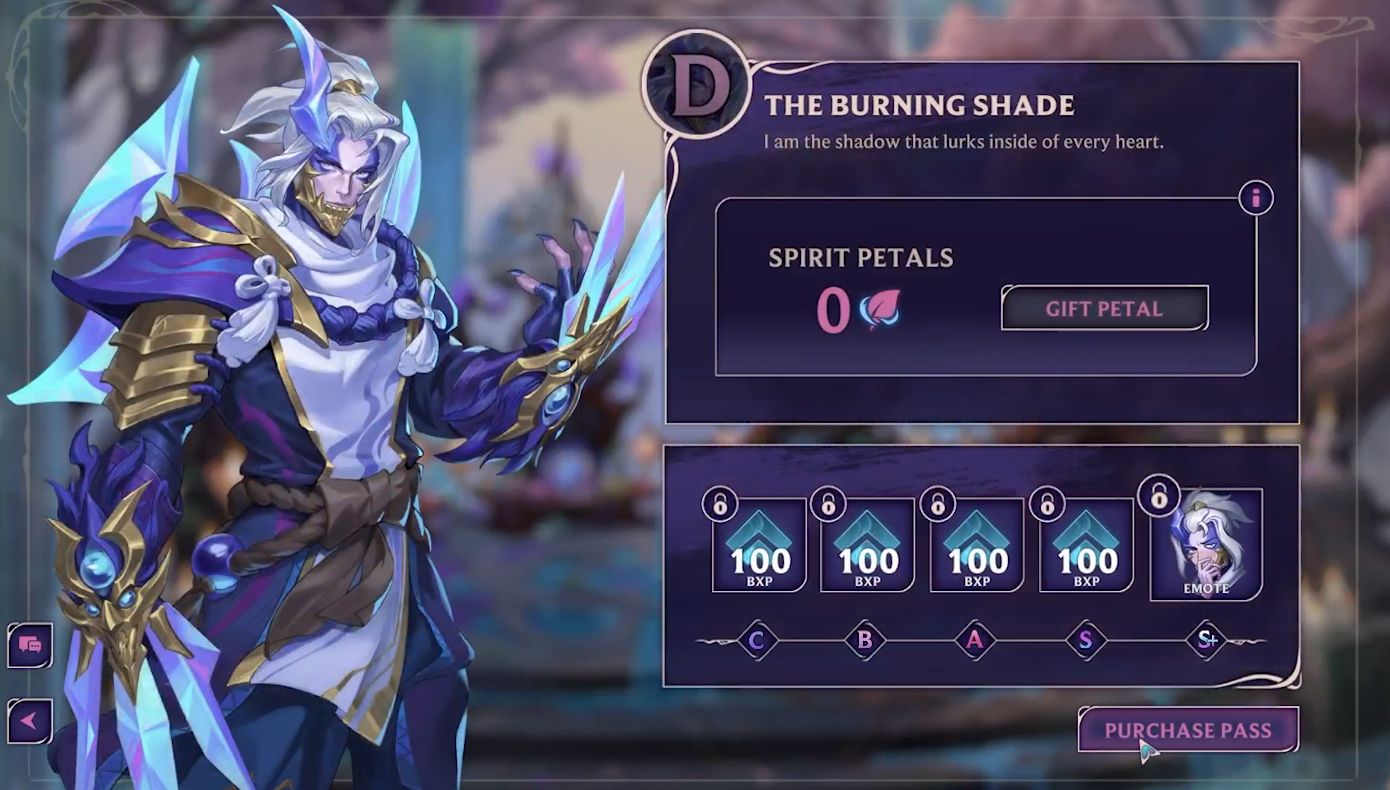 D
THE BURNING SHADE
I am the shadow that lurks inside of every heart.
i
SPIRIT PETALS
0
GIFT PETAL
100 100 100 100
BXP BXP BXP BXP EMOTE
C B A S S+
PURCHASE PASS